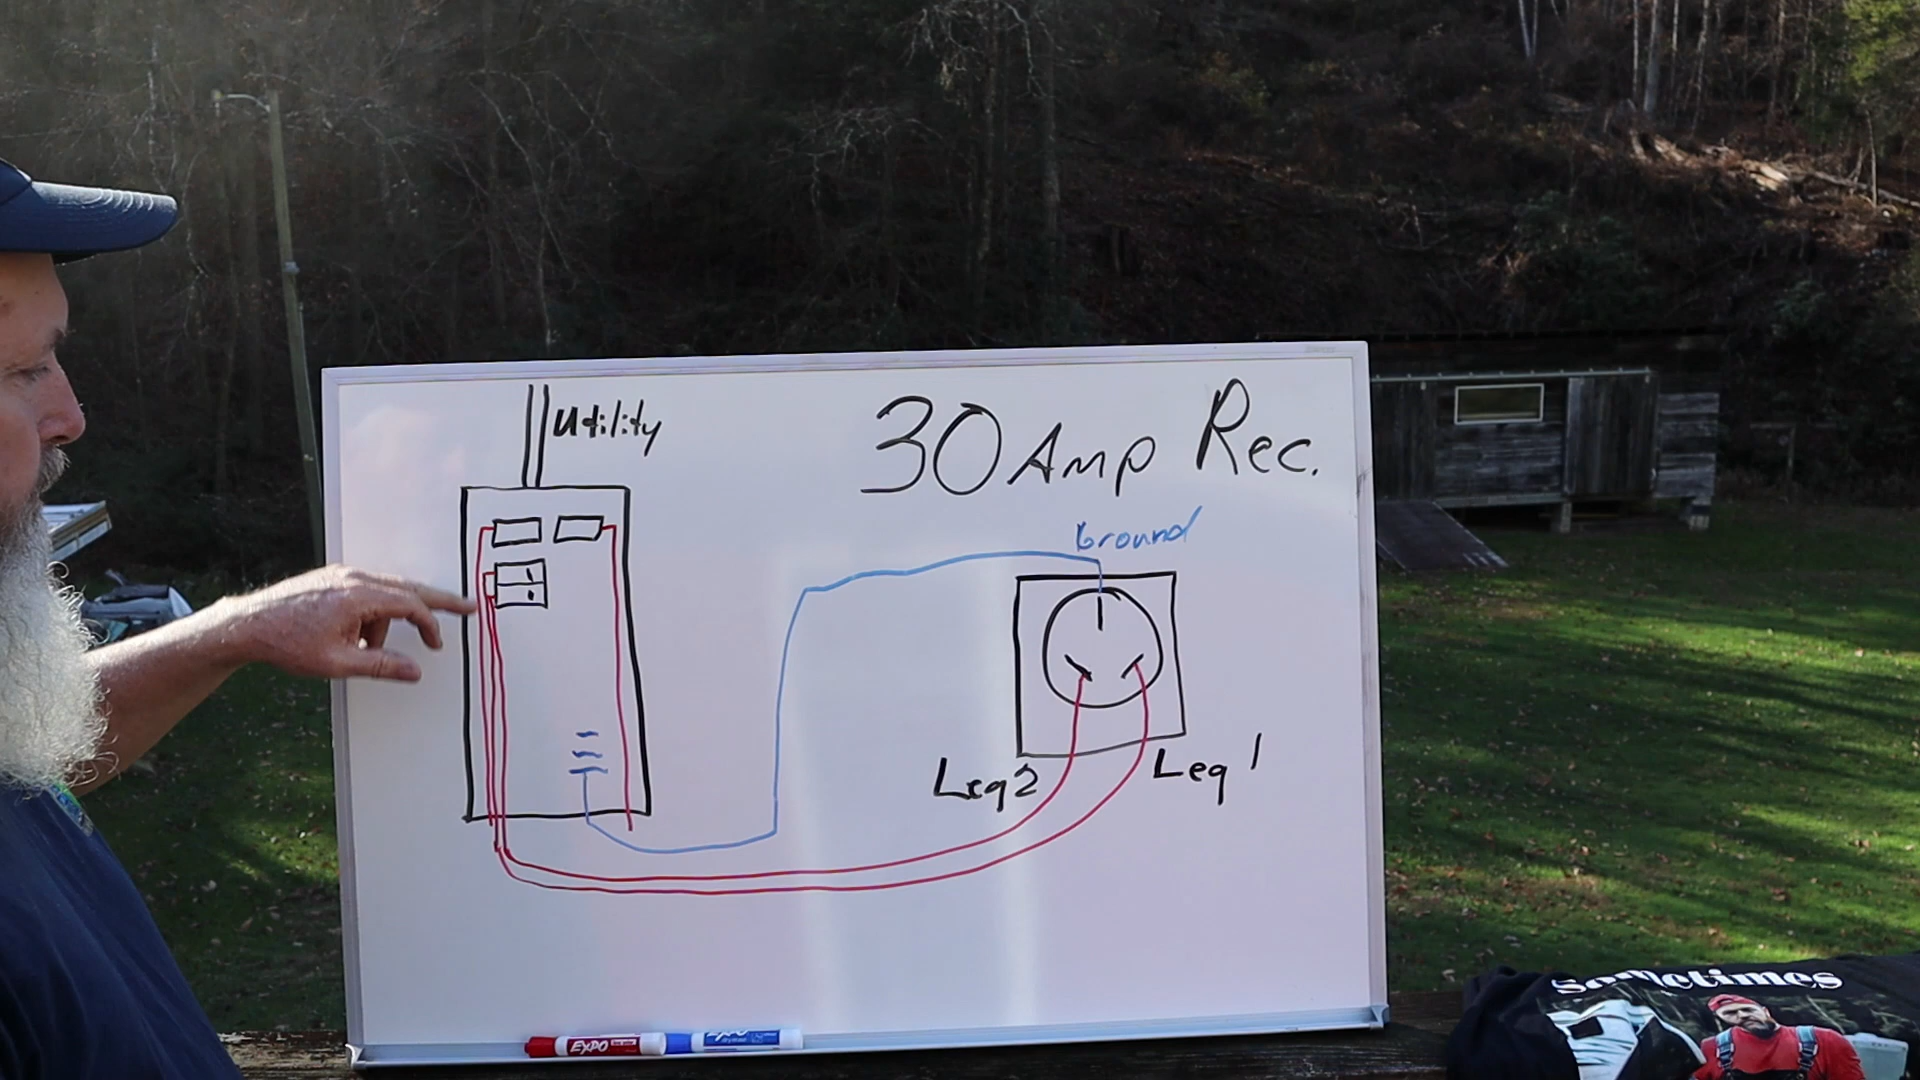 Utility
30 Amp Rec.
Ground
Leg 2
Leg 1
EXPO
EXPO
Sometimes